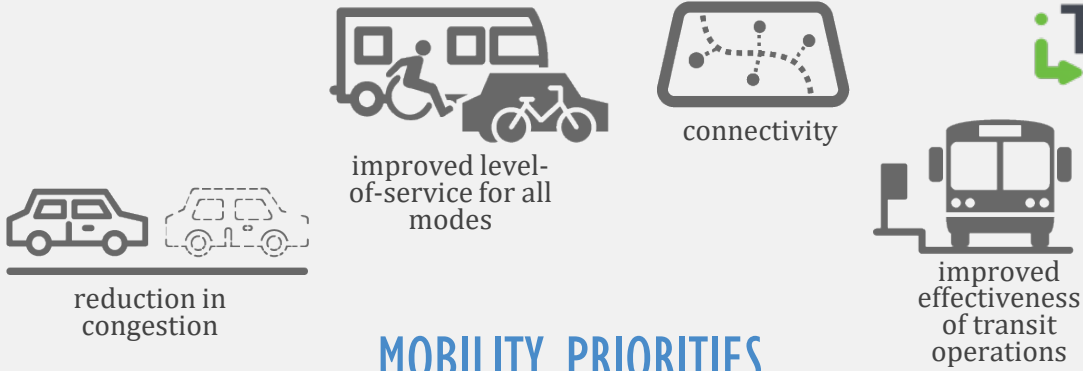 connectivity
improved level-
of-service for all
modes
reduction in
congestion
improved
effectiveness
of transit
operations
MOBILITY PRIORITIES